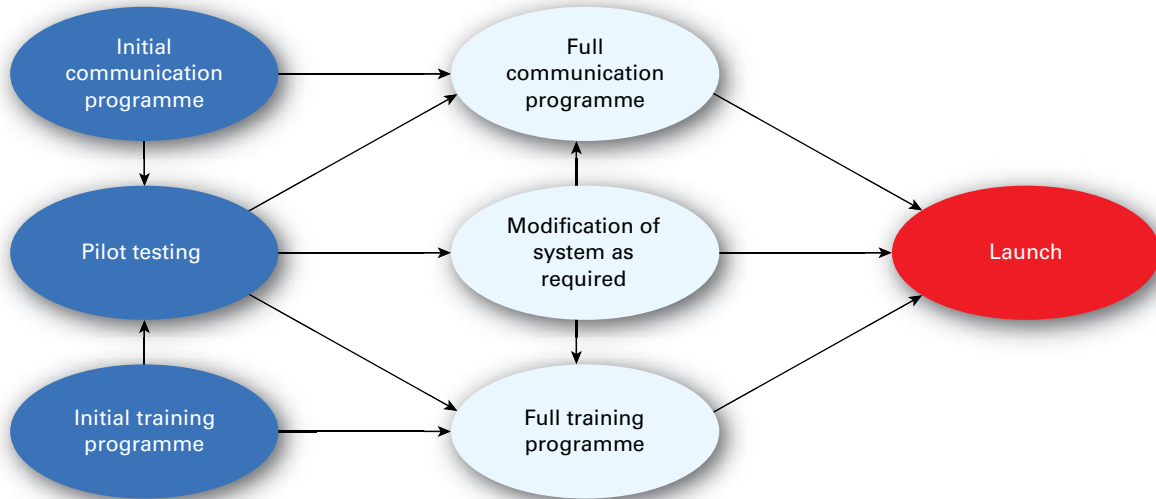 Initial
communication
programme
Full
communication
programme
Pilot testing
Modification of
system as
required
Launch
Initial training
programme
Full training
programme